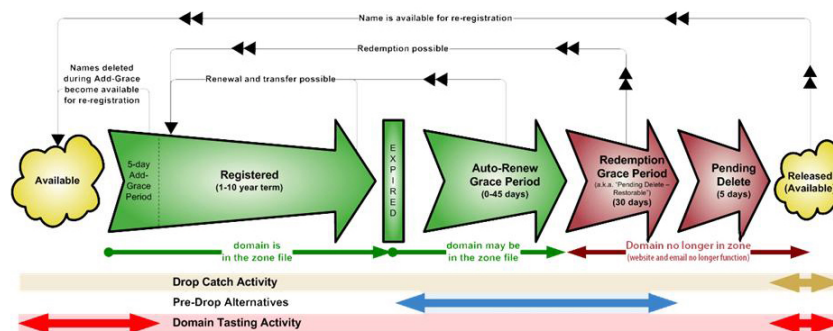 Name is available for re-registration
Redemption possible
Names deleted
during Add-Grace
become available
for re-registration
Renewal and transfer possible
Available
5-day
Add-
Grace
Period
Registered
(1-10 year term)
EXPIRED
Auto-Renew
Grace Period
(0-45 days)
Redemption
Grace Period
(a.k.a. "Pending Delete –
Restorable")
(30 days)
Pending
Delete
(5 days)
Released
(Available)
domain is
in the zone file
domain may be
in the zone file
Domain no longer in zone
(website and email no longer function)
Drop Catch Activity
Pre-Drop Alternatives
Domain Tasting Activity